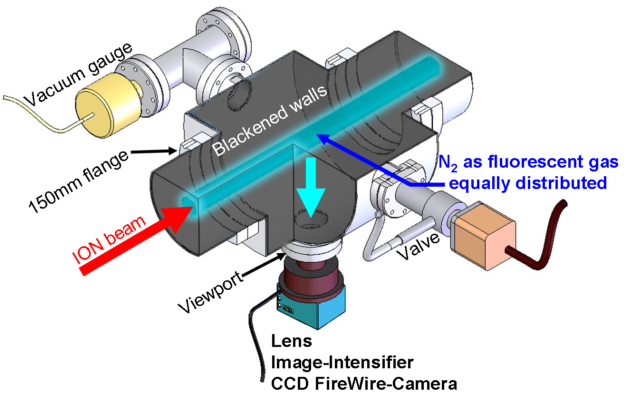 Vacuum gauge
Blackened walls
150mm flange
N2 as fluorescent gas
equally distributed
ION beam
Valve
Viewport
Lens
Image-Intensifier
CCD FireWire-Camera